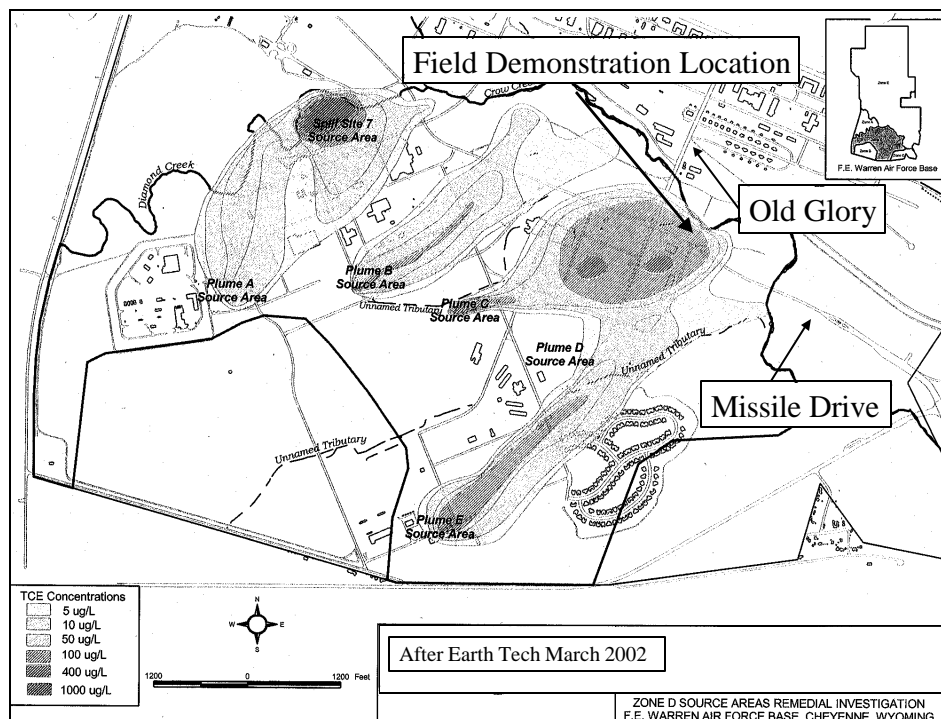 Field Demonstration Location
Crow Creek
Spill Site 7
Source Area
Diamond Creek
F.E. Warren Air Force Base
Old Glory
Plume A
Source Area
Plume B
Source Area
Unnamed Tributary
Plume C
Source Area
Plume D
Source Area
Unnamed Tributary
Missile Drive
Unnamed Tributary
Plume E
Source Area
TCE Concentrations
5 ug/L
10 ug/L
50 ug/L
100 ug/L
400 ug/L
1000 ug/L
N
W E
S
1200 0 1200 Feet
After Earth Tech March 2002
ZONE D SOURCE AREAS REMEDIAL INVESTIGATION
F.E. WARREN AIR FORCE BASE, CHEYENNE, WYOMING